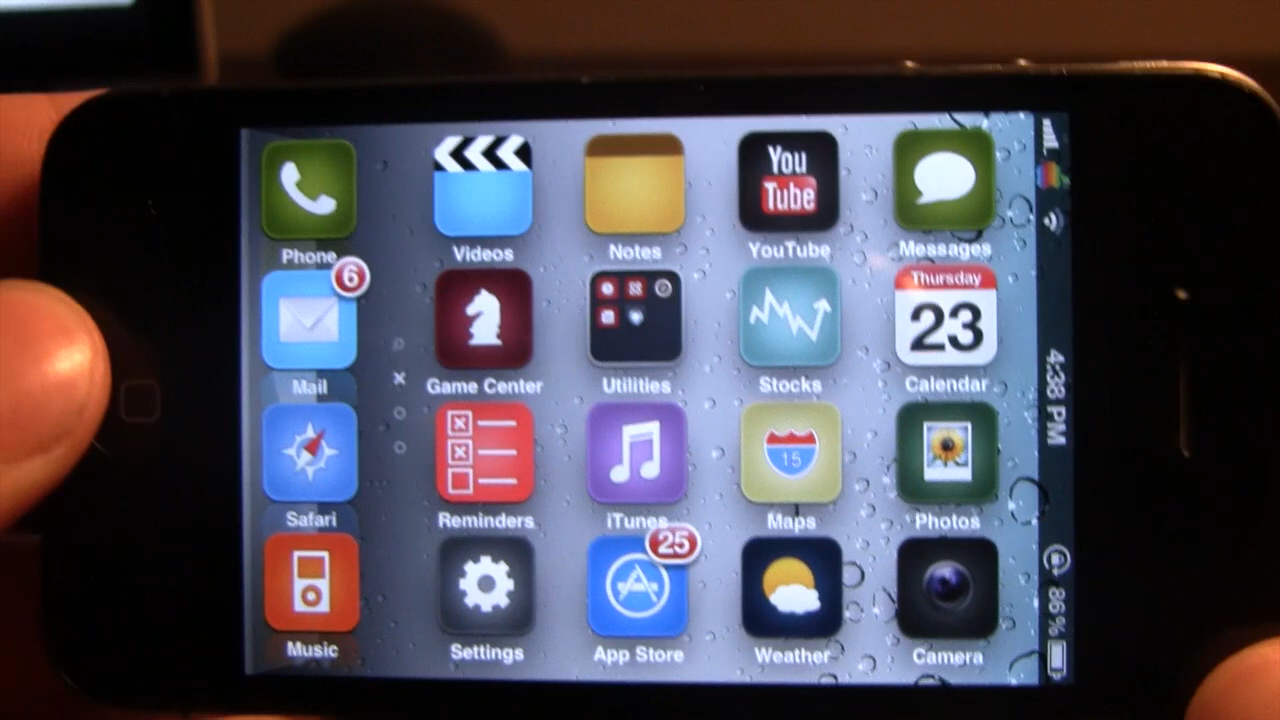 Phone
Videos
Notes
You
Tube
YouTube
Messages
6
Mail
Game Center
Utilities
Stocks
Thursday
23
Calendar
Safari
Reminders
iTunes
15
Maps
Photos
Music
Settings
25
App Store
Weather
Camera
4:38 PM
86%